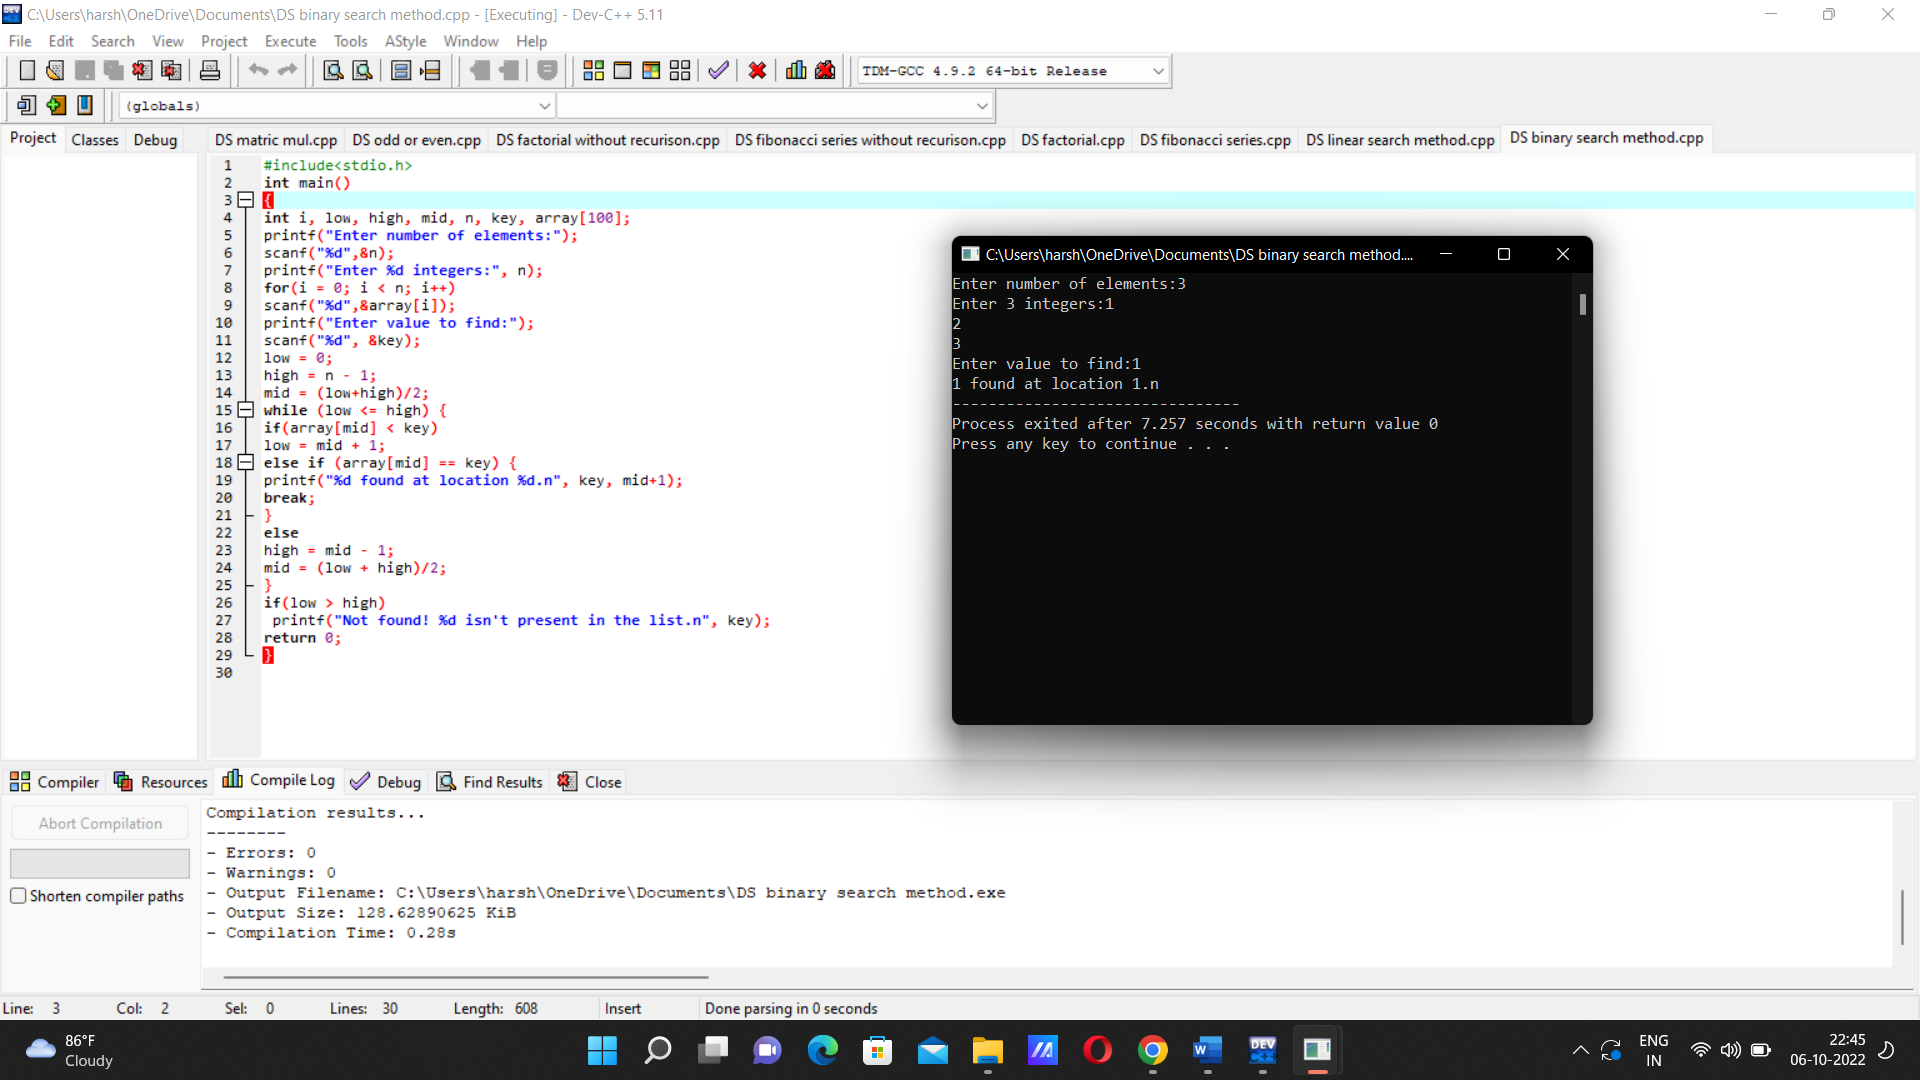 C:\Users\harsh\OneDrive\Documents\DS binary search method.cpp - [Executing] - Dev-C++ 5.11
File Edit Search View Project Execute Tools AStyle Window Help
TDM-GCC 4.9.2 64-bit Release
(globals)
Project Classes Debug
DS matric mul.cpp DS odd or even.cpp DS factorial without recurison.cpp DS fibonacci series without recurison.cpp DS factorial.cpp DS fibonacci series.cpp DS linear search method.cpp DS binary search method.cpp
1 #include<stdio.h>
2 int main()
3 {
4 int i, low, high, mid, n, key, array[100];
5 printf("Enter number of elements:");
6 scanf("%d",&n);
7 printf("Enter %d integers:", n);
8 for(i = 0; i < n; i++)
9 scanf("%d",&array[i]);
10 printf("Enter value to find:");
11 scanf("%d", &key);
12 low = 0;
13 high = n - 1;
14 mid = (low+high)/2;
15 while (low <= high) {
16 if(array[mid] < key)
17 low = mid + 1;
18 else if (array[mid] == key) {
19 printf("%d found at location %d.n", key, mid+1);
20 break;
21 }
22 else
23 high = mid - 1;
24 mid = (low + high)/2;
25 }
26 if(low > high)
27 printf("Not found! %d isn't present in the list.n", key);
28 return 0;
29 }
30
C:\Users\harsh\OneDrive\Documents\DS binary search method....
Enter number of elements:3
Enter 3 integers:1
2
3
Enter value to find:1
1 found at location 1.n
--------------------------------
Process exited after 7.257 seconds with return value 0
Press any key to continue . . .
Compiler Resources Compile Log Debug Find Results Close
Abort Compilation
Shorten compiler paths
Compilation results...
--------
- Errors: 0
- Warnings: 0
- Output Filename: C:\Users\harsh\OneDrive\Documents\DS binary search method.exe
- Output Size: 128.62890625 KiB
- Compilation Time: 0.28s
Line: 3 Col: 2 Sel: 0 Lines: 30 Length: 608 Insert Done parsing in 0 seconds
86°F
Cloudy
DEV
C++
ENG
IN
22:45
06-10-2022